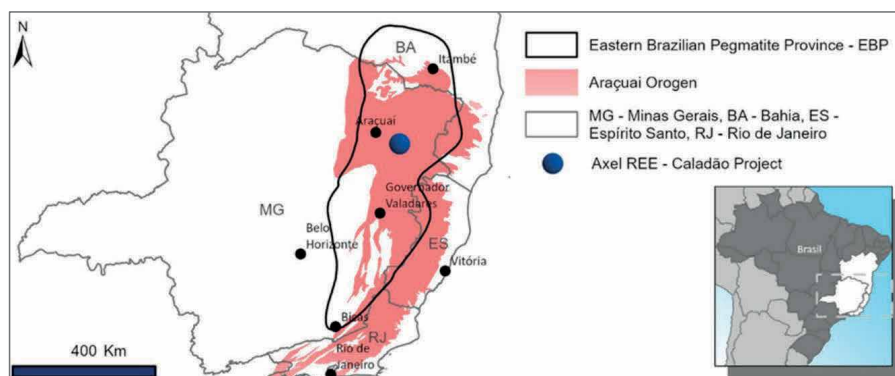 N
BA
Itambé
Araçuaí
Governador
Valadares
MG
Belo
Horizonte
ES
Vitória
Bicas
RJ
Rio de
Janeiro
400 Km
Eastern Brazilian Pegmatite Province - EBP
Araçuai Orogen
MG - Minas Gerais, BA - Bahia, ES -
Espírito Santo, RJ - Rio de Janeiro
Axel REE - Caladão Project
Brasil